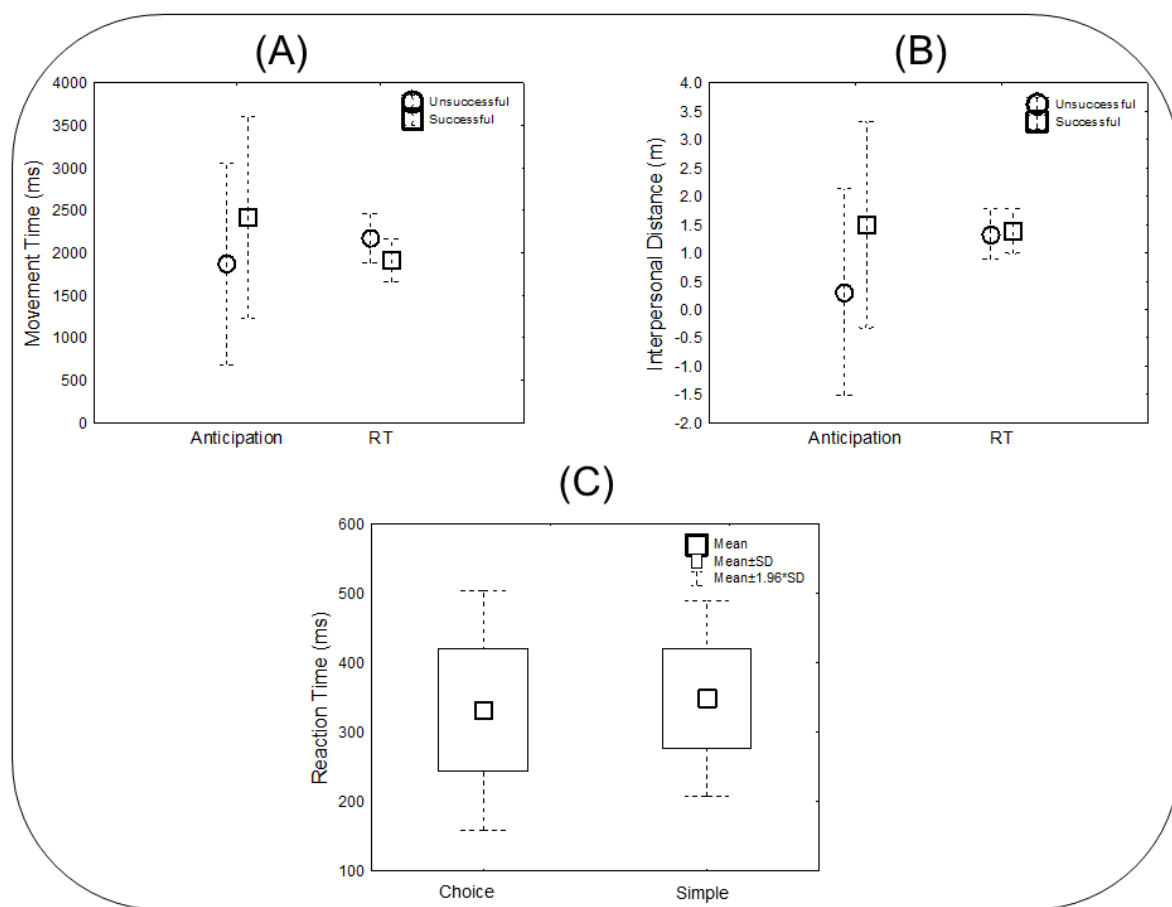 (A)
Movement Time (ms)
4000
3500
3000
2500
2000
1500
1000
500
0
Unsuccessful
Successful
Anticipation
RT
(B)
Interpersonal Distance (m)
4.0
3.5
3.0
2.5
2.0
1.5
1.0
0.5
0.0
-0.5
-1.0
-1.5
-2.0
Unsuccessful
Successful
Anticipation
RT
(C)
Reaction Time (ms)
600
500
400
300
200
100
Mean
Mean±SD
Mean±1.96*SD
Choice
Simple